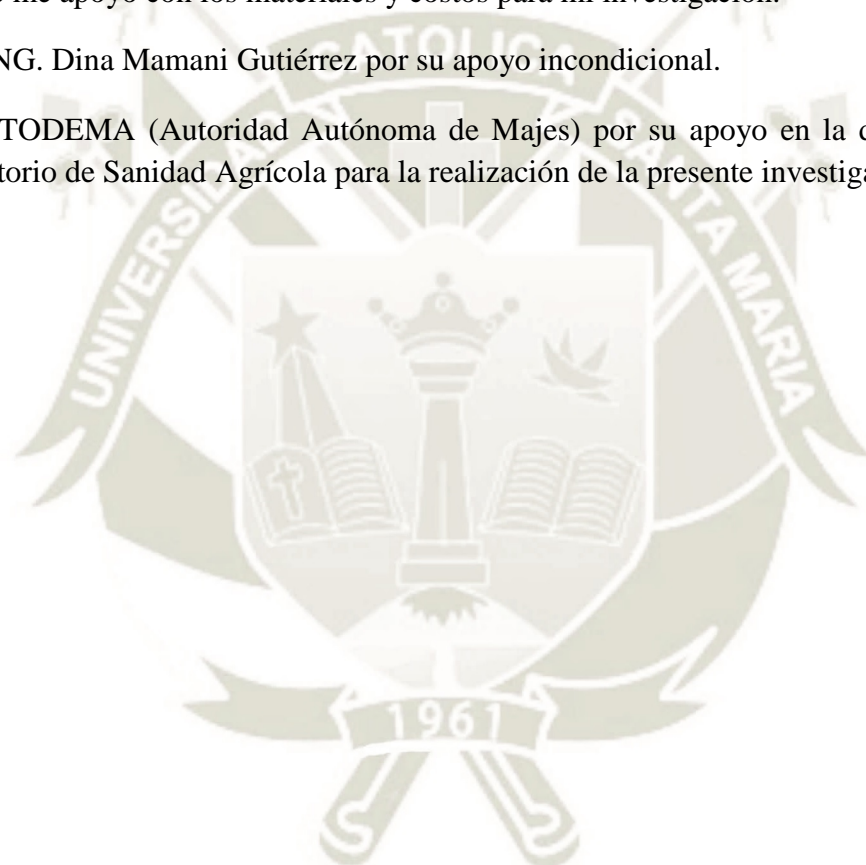 me apoyo con los materiales y costos para mi investigación.
NG. Dina Mamani Gutiérrez por su apoyo incondicional.
TODEMA (Autoridad Autónoma de Majes) por su apoyo en la
torio de Sanidad Agrícola para la realización de la presente investiga
UNIVERSIDAD CATOLICA SANTA MARIA
1961